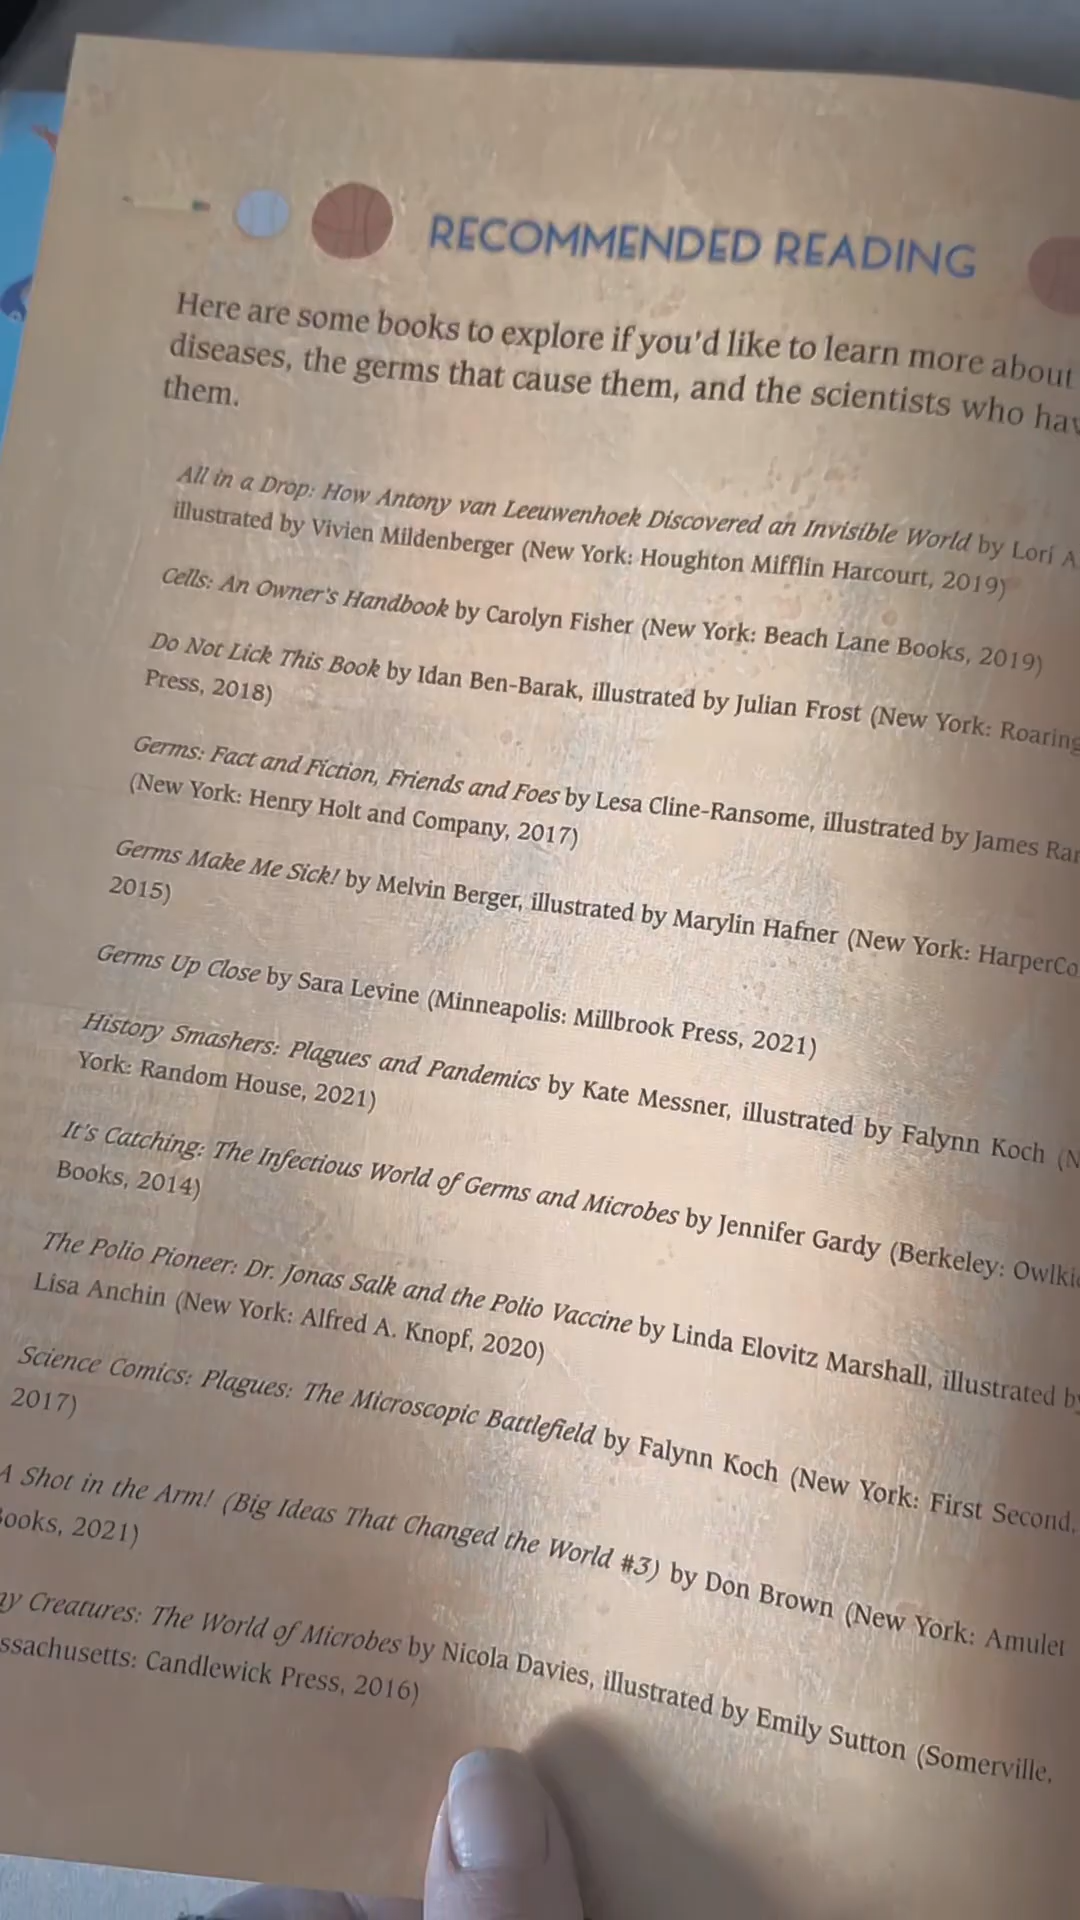 RECOMMENDED READING
Here are some books to explore if you'd like to learn more about
diseases, the germs that cause them, and the scientists who
them.
All in a Drop: How Antony van Leeuwenhoek Discovered an Invisible World by Lori A
illustrated by Vivien Mildenberger (New York: Houghton Mifflin Harcourt, 2019)
Cells: An Owner's Handbook by Carolyn Fisher (New York: Beach Lane Books, 2019)
Do Not Lick This Book by Idan Ben-Barak, illustrated by Julian Frost (New York: Roaring
Press, 2018)
Germs: Fact and Fiction, Friends and Foes by Lesa Cline-Ransome, illustrated by James
(New York: Henry Holt and Company, 2017)
Germs Make Me Sick! by Melvin Berger, illustrated by Marylin Hafner (New York: HarperCo
2015)
Germs Up Close by Sara Levine (Minneapolis: Millbrook Press, 2021)
History Smashers: Plagues and Pandemics by Kate Messner, illustrated by Falynn Koch (N
York: Random House, 2021)
It's Catching: The Infectious World of Germs and Microbes by Jennifer Gardy (Berkeley: Owlki
Books, 2014)
The Polio Pioneer: Dr. Jonas Salk and the Polio Vaccine by Linda Elovitz Marshall, illustrated by
Lisa Anchin (New York: Alfred A. Knopf, 2020)
Science Comics: Plagues: The Microscopic Battlefield by Falynn Koch (New York: First Second,
2017)
A Shot in the Arm! (Big Ideas That Changed the World #3) by Don Brown (New York: Amulet
ooks, 2021)
ny Creatures: The World of Microbes by Nicola Davies, illustrated by Emily Sutton (Somerville,
ssachusetts: Candlewick Press, 2016)